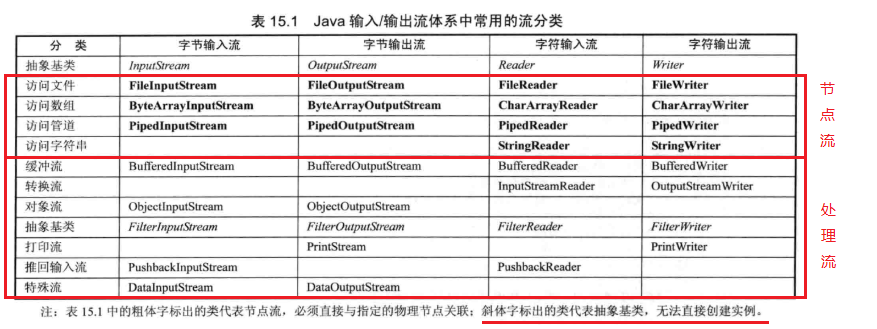 表 15.1 Java 输入/输出流体系中常用的流分类
分 类 字节输入流 字节输出流 字符输入流 字符输出流
抽象基类 InputStream OutputStream Reader Writer
访问文件 FileInputStream FileOutputStream FileReader FileWriter
访问数组 ByteArrayInputStream ByteArrayOutputStream CharArrayReader CharArrayWriter
访问管道 PipedInputStream PipedOutputStream PipedReader PipedWriter
访问字符串 StringReader StringWriter
节点流
缓冲流 BufferedInputStream BufferedOutputStream BufferedReader BufferedWriter
转换流 InputStreamReader OutputStreamWriter
对象流 ObjectInputStream ObjectOutputStream
抽象基类 FilterInputStream FilterOutputStream FilterReader FilterWriter
打印流 PrintStream PrintWriter
推回输入流 PushbackInputStream PushbackReader
特殊流 DataInputStream DataOutputStream
处理流
注：表 15.1 中的粗体字标出的类代表节点流，必须直接与指定的物理节点关联；斜体字标出的类代表抽象基类，无法直接创建实例。